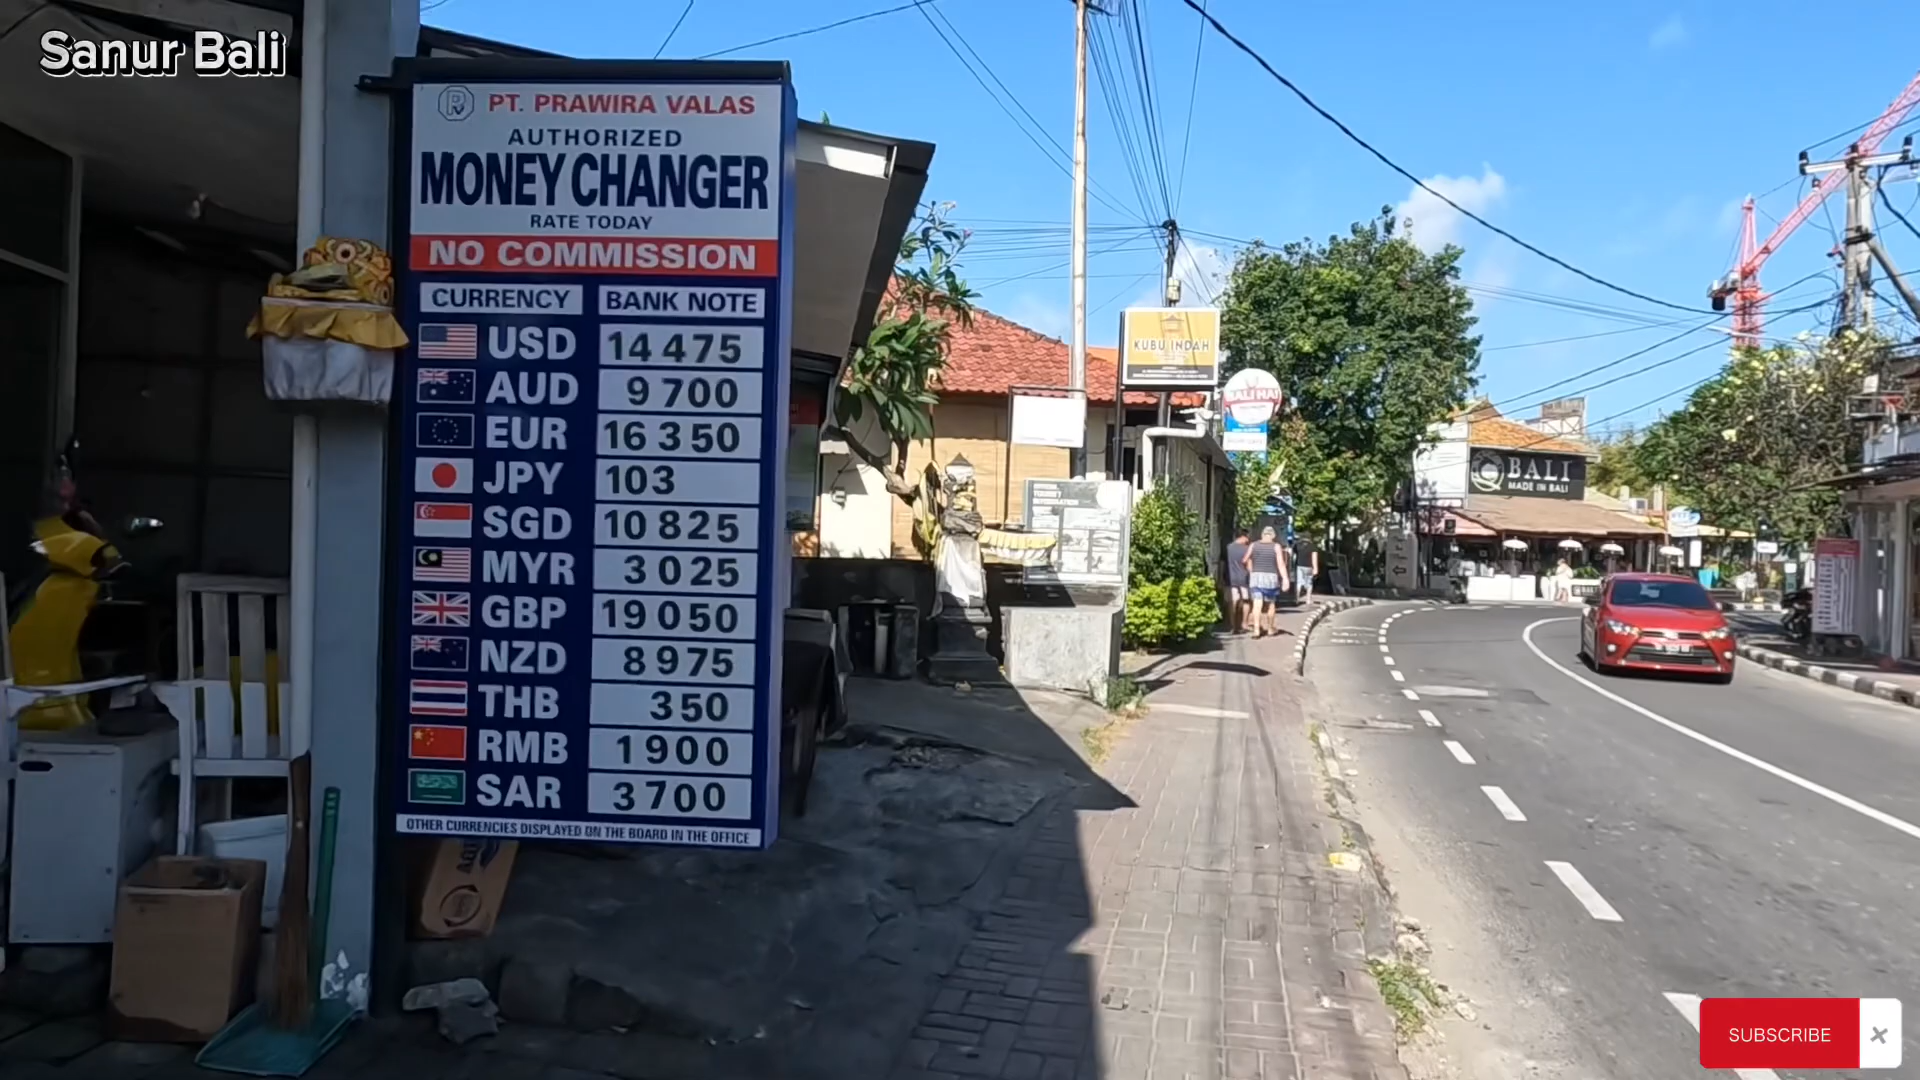 Sanur Bali
PT. PRAWIRA VALAS
AUTHORIZED
MONEY CHANGER
RATE TODAY
NO COMMISSION
CURRENCY BANK NOTE
USD 14 475
AUD 9 700
EUR 16 350
JPY 103
SGD 10 825
MYR 3 025
GBP 19 050
NZD 8 975
THB 350
RMB 1 900
SAR 3 700
OTHER CURRENCIES DISPLAYED ON THE BOARD IN THE OFFICE
KUBU INDAH
BALI HAI
BALI
MADE IN BALI
SUBSCRIBE